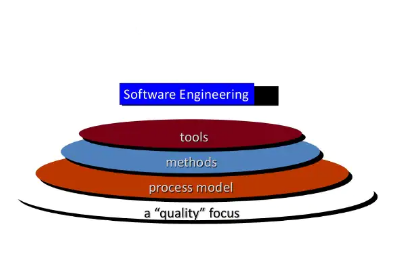 Software Engineering
tools
methods
process model
a “quality” focus